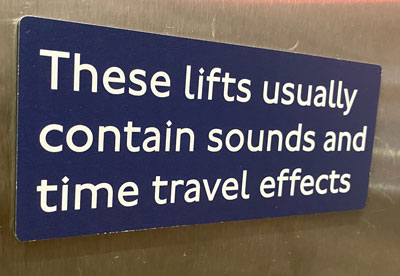 These lifts usually
contain sounds and
time travel effects